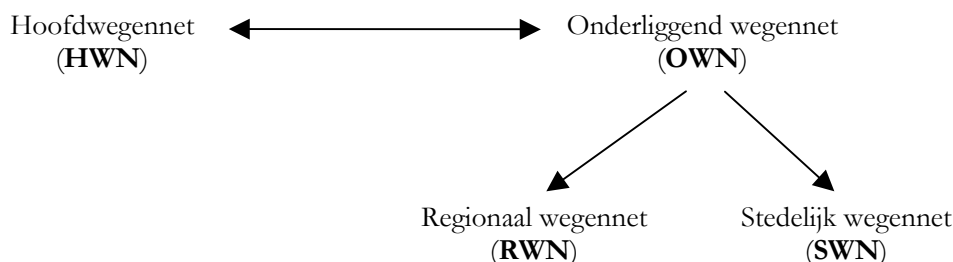 Hoofdwegennet
(HWN)
Onderliggend wegennet
(OWN)
Regionaal wegennet
(RWN)
Stedelijk wegennet
(SWN)